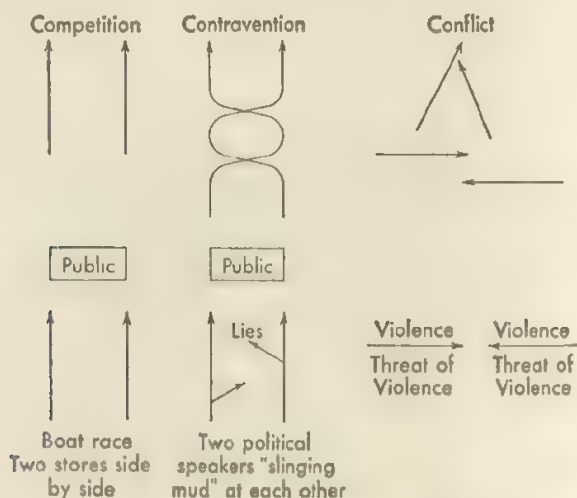 Competition
Contravention
Conflict
Public
Public
Lies
Violence
Threat of
Violence
Violence
Threat of
Violence
Boat race
Two stores side
by side
Two political
speakers "slinging
mud" at each other